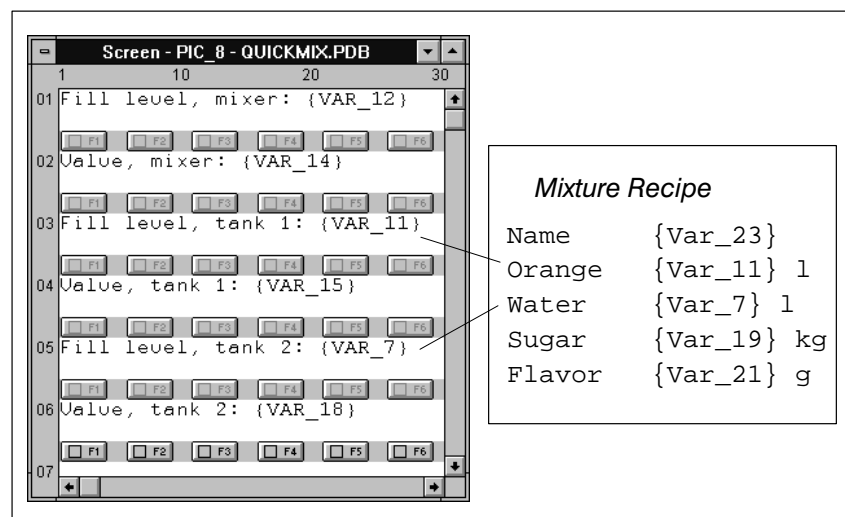 Screen - PIC_8 - QUICKMIX.PDB
1 10 20 30
01 Fill level, mixer: {VAR_12}
F1 F2 F3 F4 F5 F6
02 Value, mixer: {VAR_14}
F1 F2 F3 F4 F5 F6
03 Fill level, tank 1: {VAR_11}
F1 F2 F3 F4 F5 F6
04 Value, tank 1: {VAR_15}
F1 F2 F3 F4 F5 F6
05 Fill level, tank 2: {VAR_7}
F1 F2 F3 F4 F5 F6
06 Value, tank 2: {VAR_18}
F1 F2 F3 F4 F5 F6
07
Mixture Recipe
Name {Var_23}
Orange {Var_11} l
Water {Var_7} l
Sugar {Var_19} kg
Flavor {Var_21} g